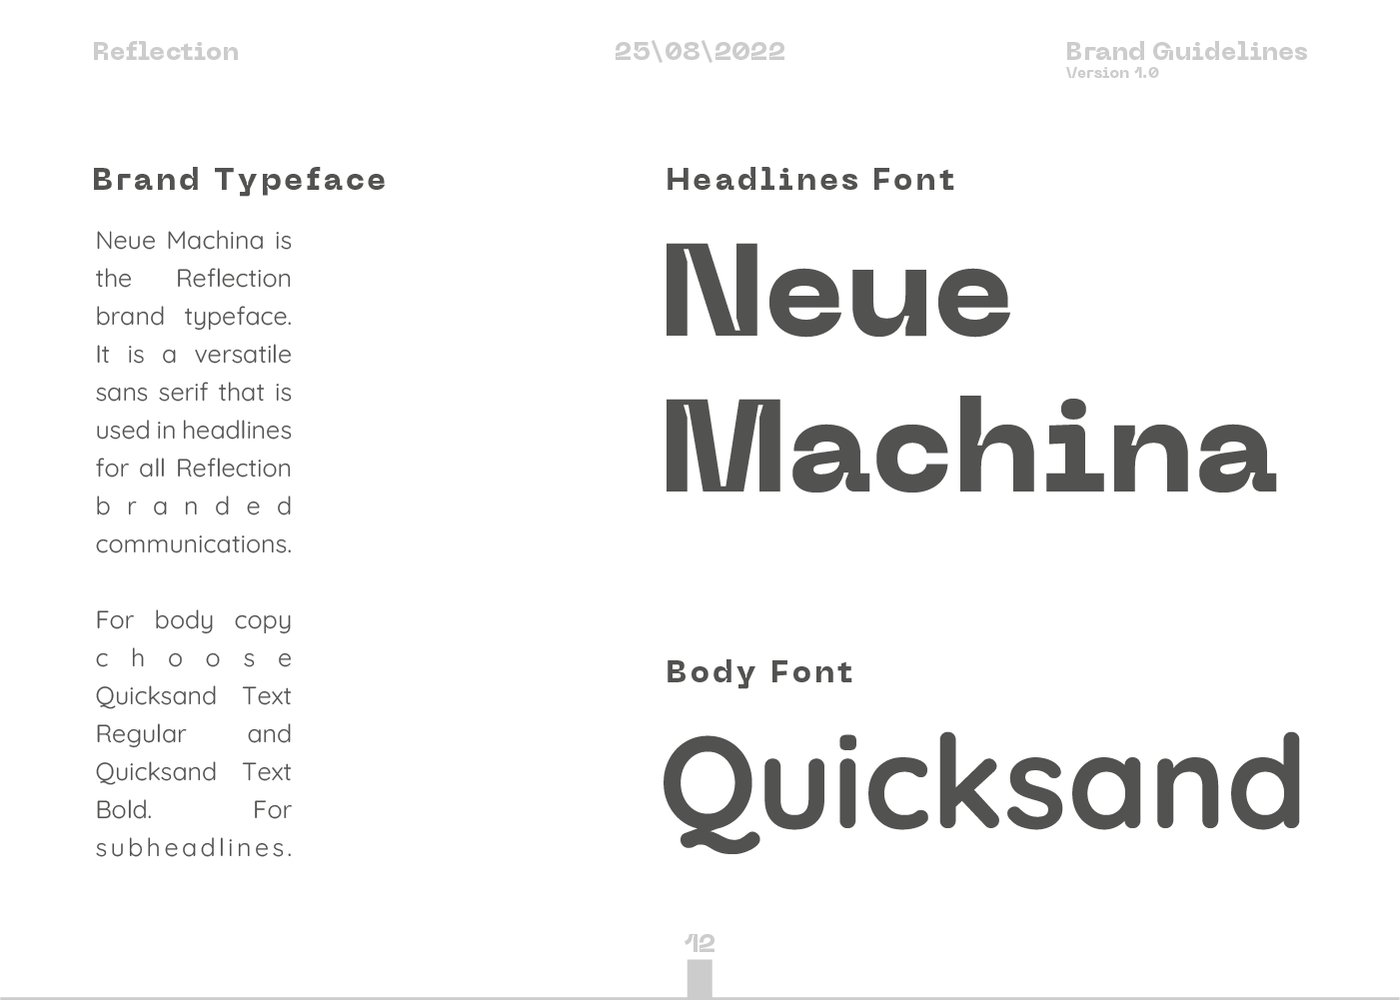 Reflection
25\08\2022
Brand Guidelines
Version 1.0
Brand Typeface
Neue Machina is
the Reflection
brand typeface.
It is a versatile
sans serif that is
used in headlines
for all Reflection
branded
communications.
For body copy
choose
Quicksand Text
Regular and
Quicksand Text
Bold. For
subheadlines.
Headlines Font
Neue
Machina
Body Font
Quicksand
12